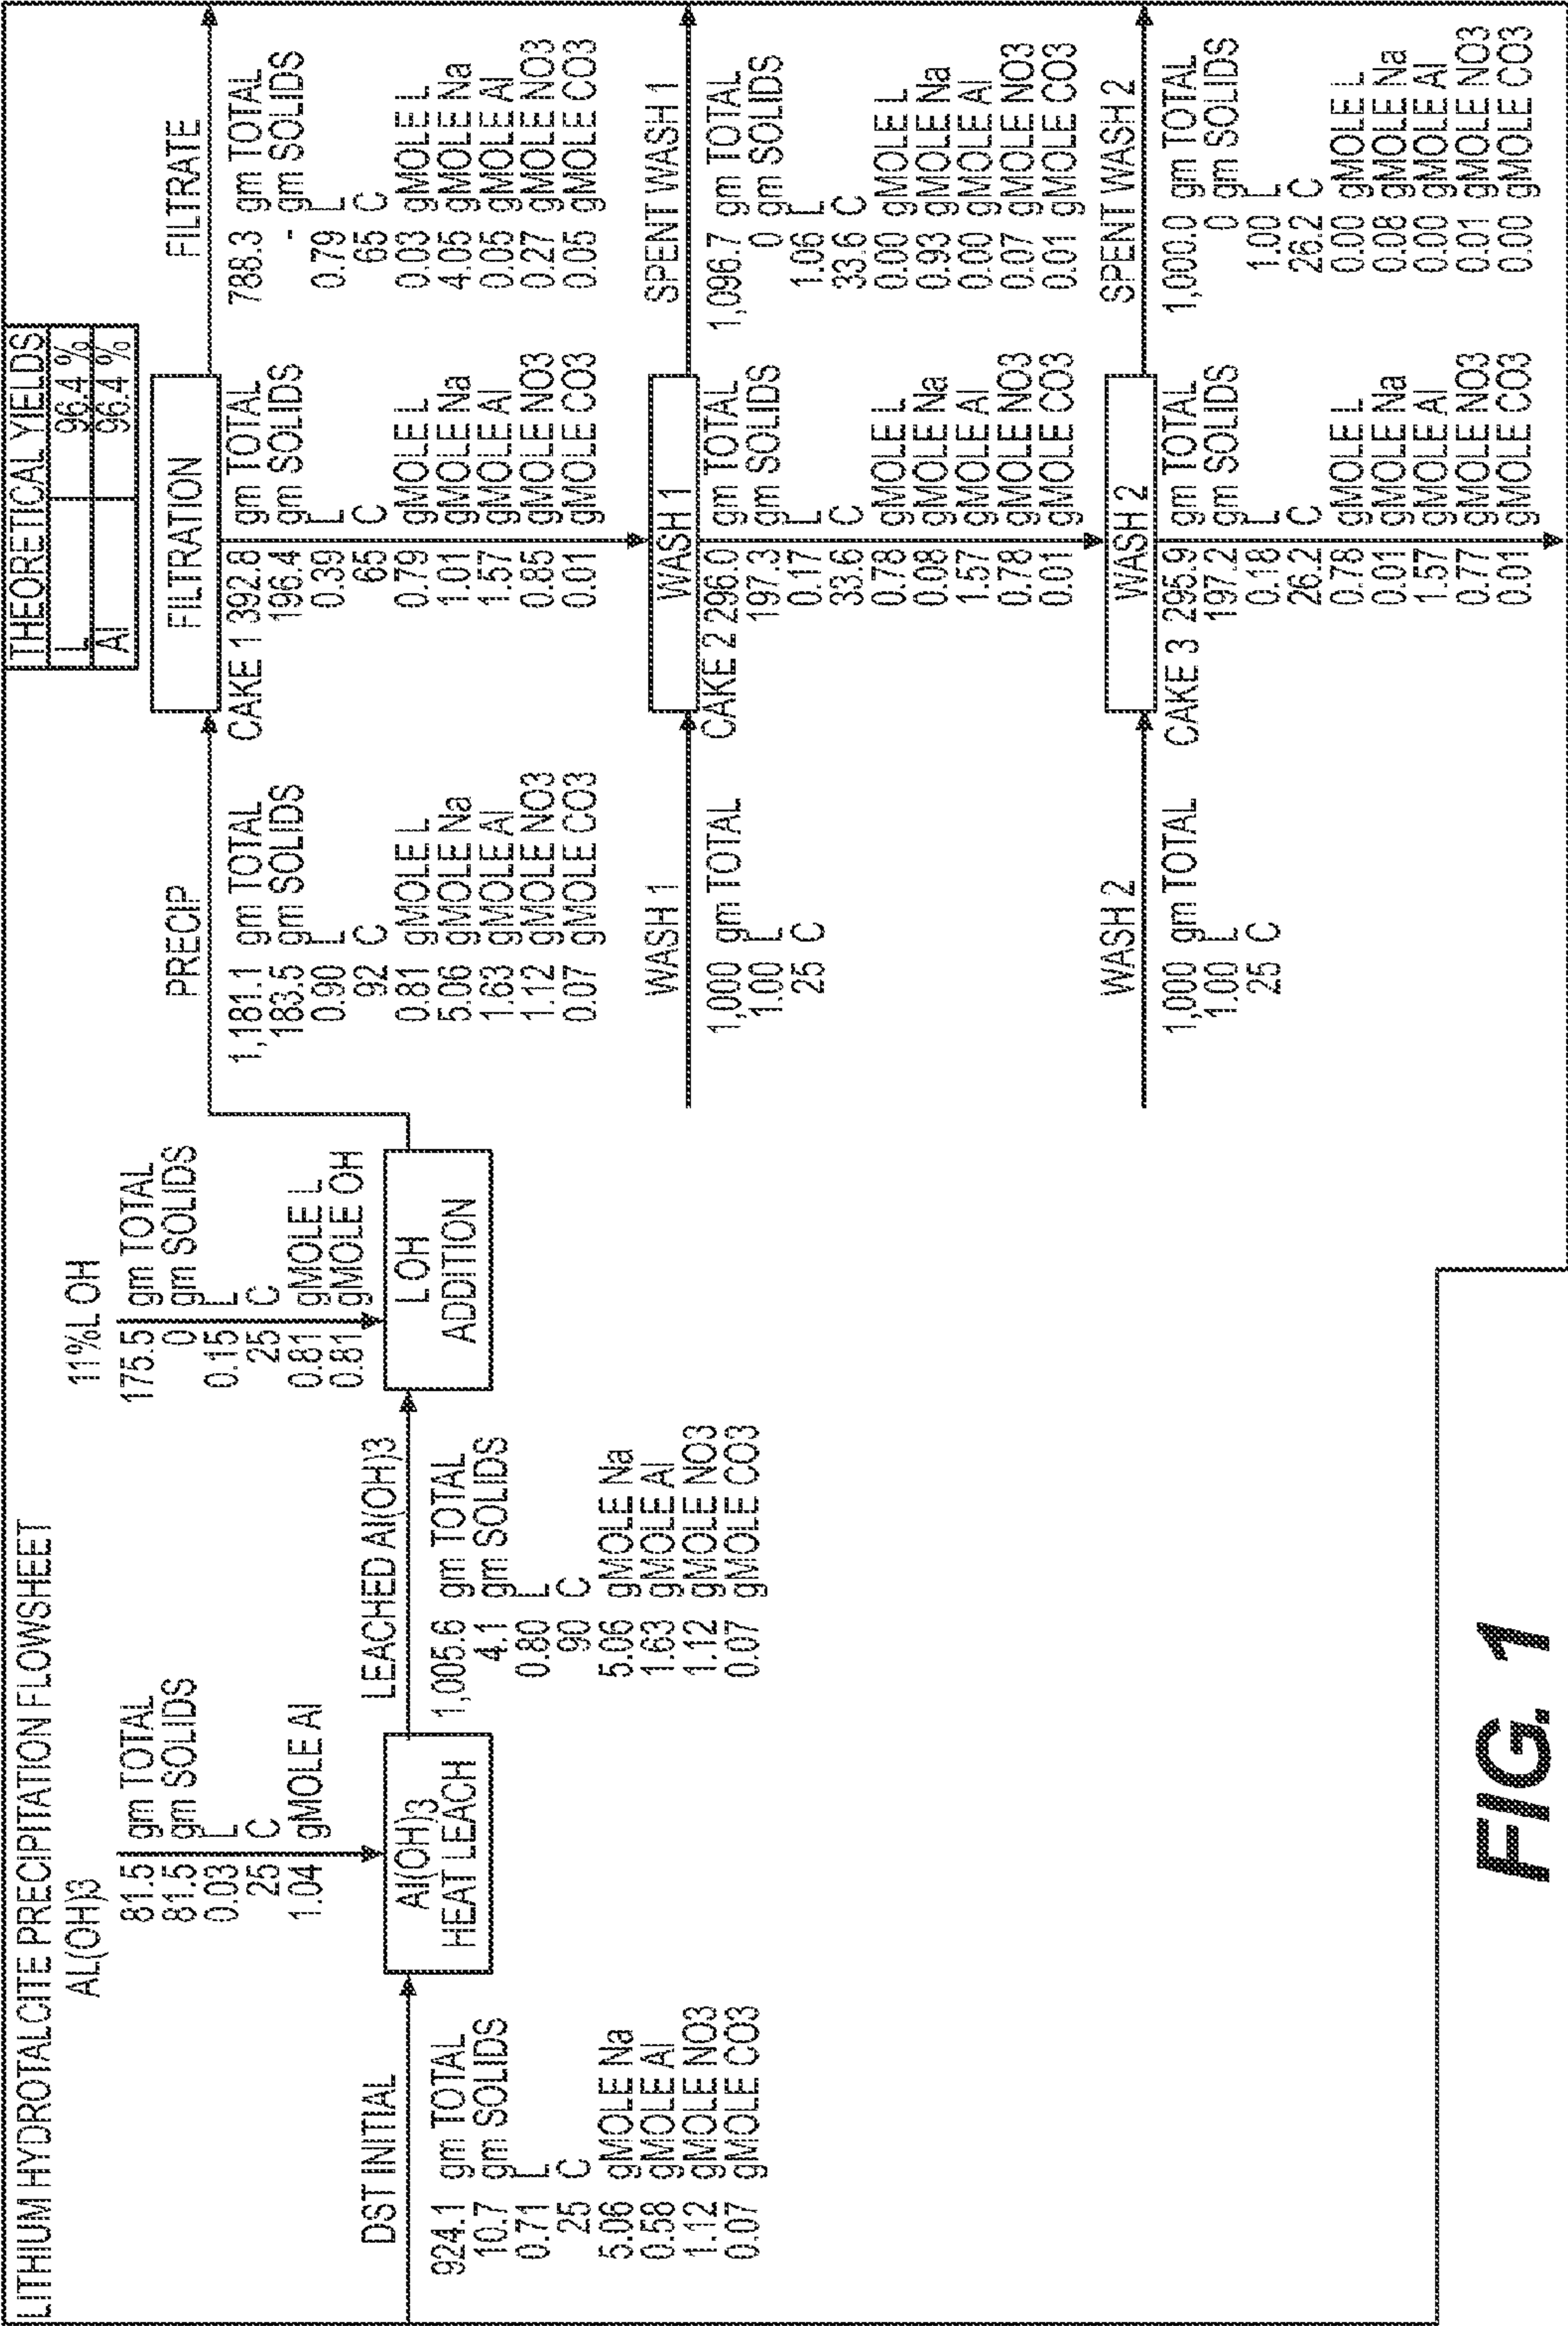 LITHIUM HYDROTALCITE PRECIPITATION FLOWSHEET
THEORETICAL YIELDS
L 96.4 %
Al 96.4 %
AL(OH)3
81.5 gm TOTAL
81.5 gm SOLIDS
0.03 L
25 C
1.04 gMOLE Al
11%L OH
175.5 gm TOTAL
0 gm SOLIDS
0.15 L
25 C
0.81 gMOLE L
0.81 gMOLE OH
DST INITIAL
924.1 gm TOTAL
10.7 gm SOLIDS
0.71 L
25 C
5.06 gMOLE Na
0.58 gMOLE Al
1.12 gMOLE NO3
0.07 gMOLE CO3
Al(OH)3
HEAT LEACH
LEACHED Al(OH)3
1,005.6 gm TOTAL
4.1 gm SOLIDS
0.80 L
90 C
5.06 gMOLE Na
1.63 gMOLE Al
1.12 gMOLE NO3
0.07 gMOLE CO3
L OH
ADDITION
PRECIP
1,181.1 gm TOTAL
183.5 gm SOLIDS
0.90 L
92 C
0.81 gMOLE L
5.06 gMOLE Na
1.63 gMOLE Al
1.12 gMOLE NO3
0.07 gMOLE CO3
FILTRATION
CAKE 1 392.8 gm TOTAL
196.4 gm SOLIDS
0.39 L
65 C
0.79 gMOLE L
1.01 gMOLE Na
1.57 gMOLE Al
0.85 gMOLE NO3
0.01 gMOLE CO3
FILTRATE
788.3 gm TOTAL
- gm SOLIDS
0.79 L
65 C
0.03 gMOLE L
4.05 gMOLE Na
0.05 gMOLE Al
0.27 gMOLE NO3
0.05 gMOLE CO3
WASH 1
1,000 gm TOTAL
1.00 L
25 C
WASH 1
CAKE 2 296.0 gm TOTAL
197.3 gm SOLIDS
0.17 L
33.6 C
0.78 gMOLE L
0.08 gMOLE Na
1.57 gMOLE Al
0.78 gMOLE NO3
0.01 gMOLE CO3
SPENT WASH 1
1,096.7 gm TOTAL
0 gm SOLIDS
1.06 L
33.6 C
0.00 gMOLE L
0.93 gMOLE Na
0.00 gMOLE Al
0.07 gMOLE NO3
0.01 gMOLE CO3
WASH 2
1,000 gm TOTAL
1.00 L
25 C
WASH 2
CAKE 3 295.9 gm TOTAL
197.2 gm SOLIDS
0.18 L
26.2 C
0.78 gMOLE L
0.01 gMOLE Na
1.57 gMOLE Al
0.77 gMOLE NO3
0.01 gMOLE CO3
SPENT WASH 2
1,000.0 gm TOTAL
0 gm SOLIDS
1.00 L
26.2 C
0.00 gMOLE L
0.08 gMOLE Na
0.00 gMOLE Al
0.01 gMOLE NO3
0.00 gMOLE CO3
FIG. 1